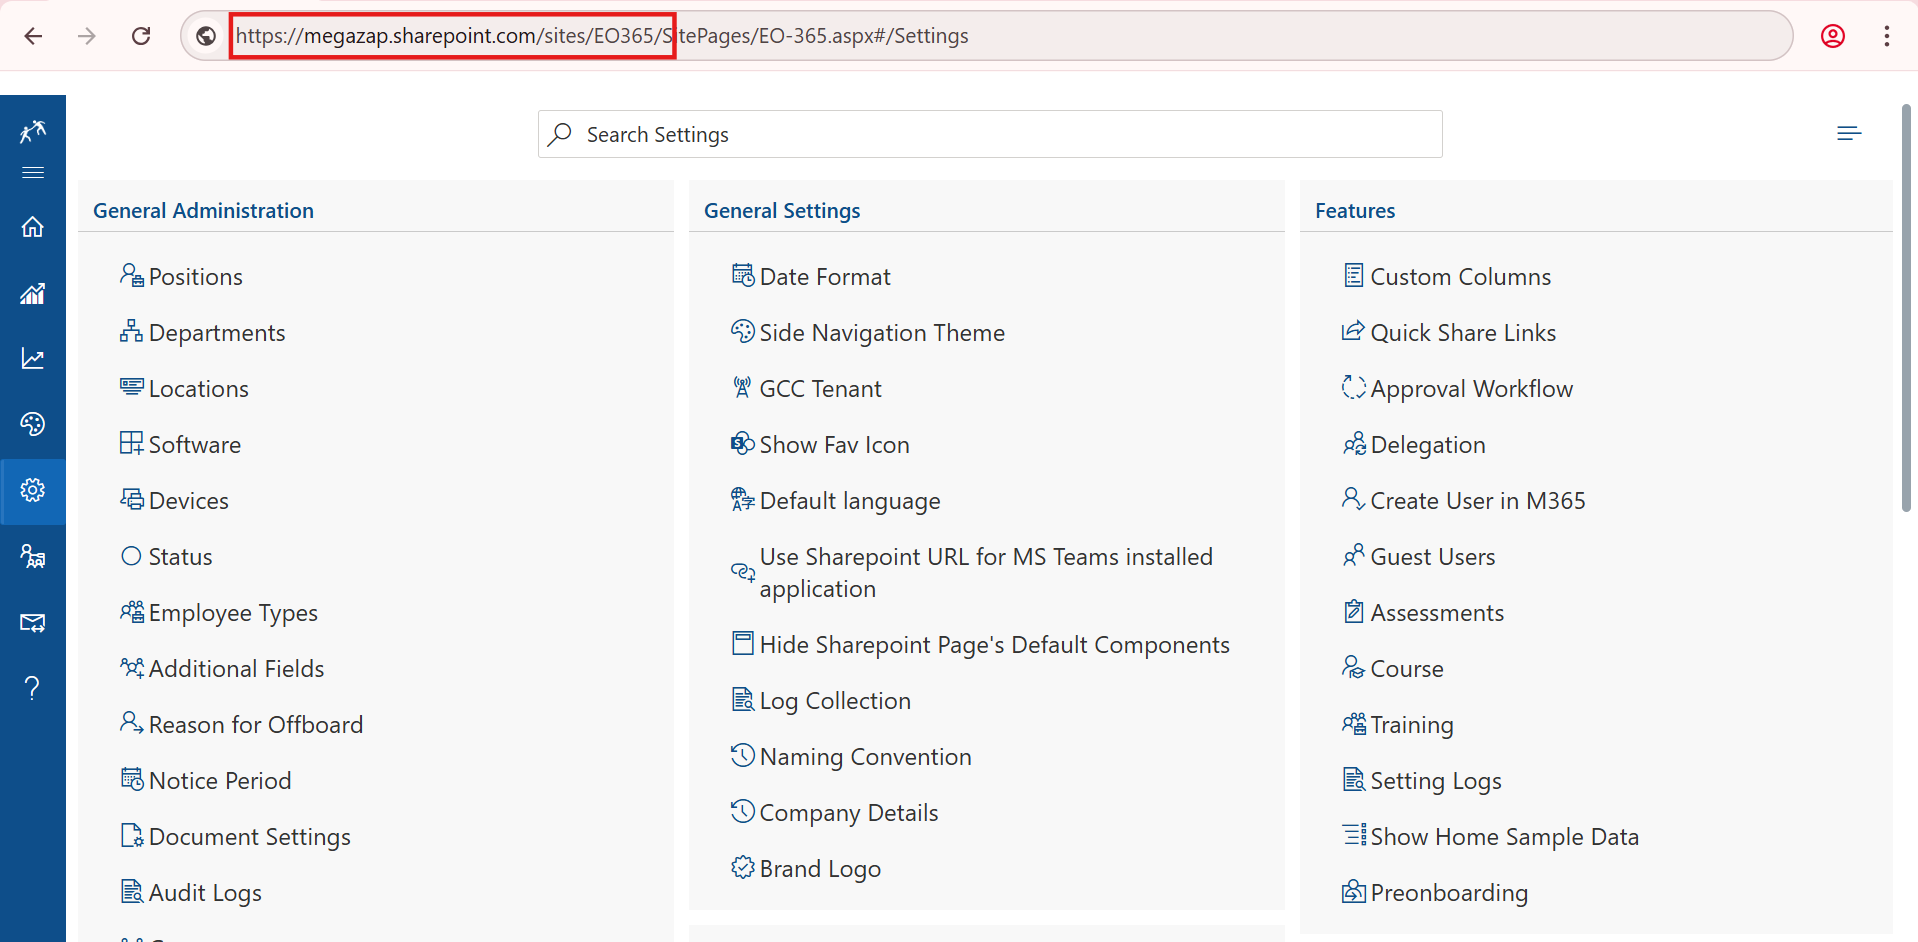 https://megazap.sharepoint.com/sites/EO365/SitePages/EO-365.aspx#/Settings
Search Settings
General Administration
Positions
Departments
Locations
Software
Devices
Status
Employee Types
Additional Fields
Reason for Offboard
Notice Period
Document Settings
Audit Logs
General Settings
Date Format
Side Navigation Theme
GCC Tenant
Show Fav Icon
Default language
Use Sharepoint URL for MS Teams installed
application
Hide Sharepoint Page's Default Components
Log Collection
Naming Convention
Company Details
Brand Logo
Features
Custom Columns
Quick Share Links
Approval Workflow
Delegation
Create User in M365
Guest Users
Assessments
Course
Training
Setting Logs
Show Home Sample Data
Preonboarding